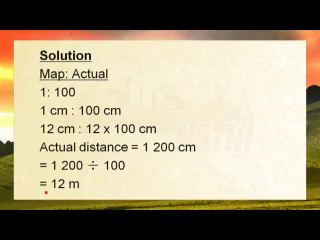 Solution
Map: Actual
1: 100
1 cm : 100 cm
12 cm : 12 x 100 cm
Actual distance = 1 200 cm
= 1 200 ÷ 100
= 12 m